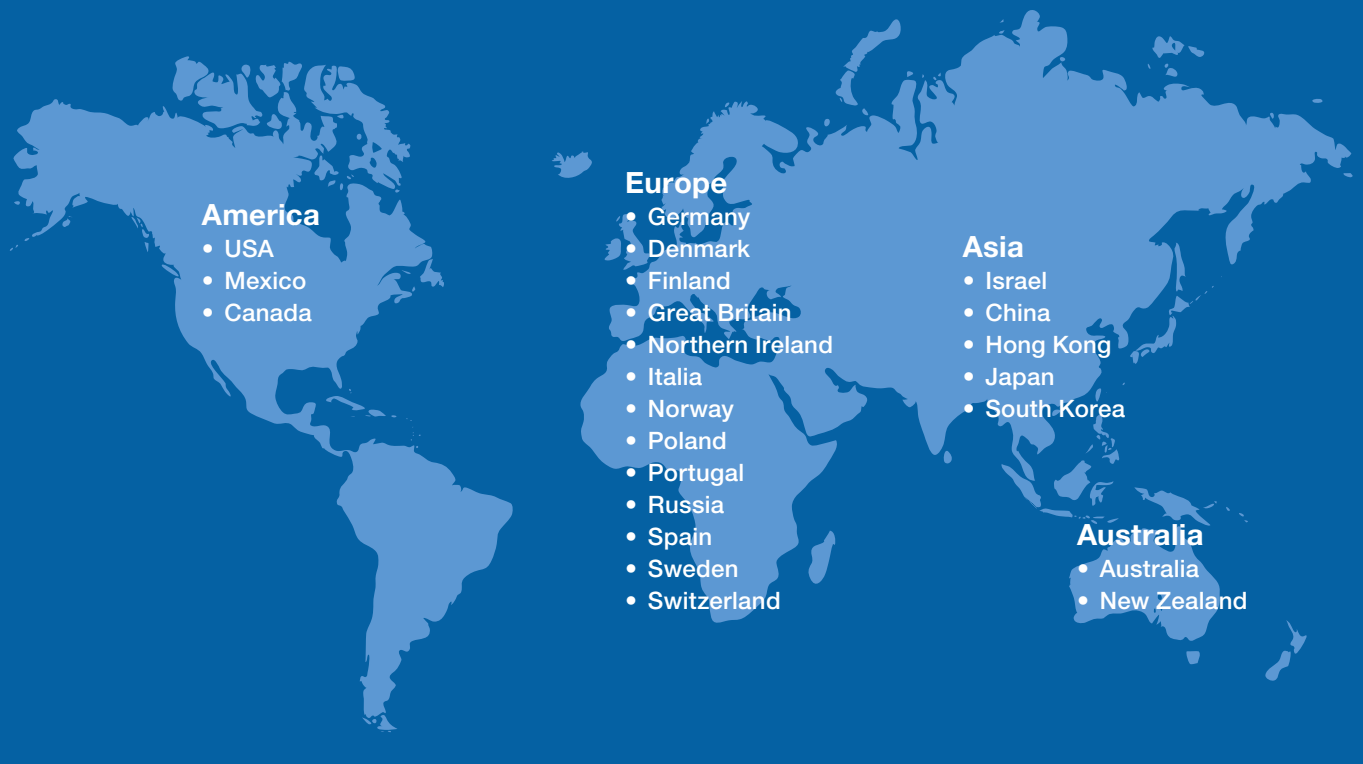 America
• USA
• Mexico
• Canada
Europe
• Germany
• Denmark
• Finland
• Great Britain
• Northern Ireland
• Italia
• Norway
• Poland
• Portugal
• Russia
• Spain
• Sweden
• Switzerland
Asia
• Israel
• China
• Hong Kong
• Japan
• South Korea
Australia
• Australia
• New Zealand